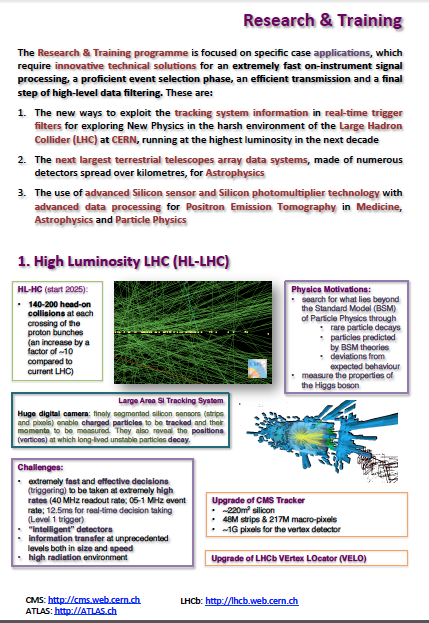 Research & Training
The Research & Training programme is focused on specific case applications, which
require innovative technical solutions for an extremely fast on-instrument signal
processing, a proficient event selection phase, an efficient transmission and a final
step of high-level data filtering. These are:
1. The new ways to exploit the tracking system information in real-time trigger
filters for exploring New Physics in the harsh environment of the Large Hadron
Collider (LHC) at CERN, running at the highest luminosity in the next decade
2. The next largest terrestrial telescopes array data systems, made of numerous
detectors spread over kilometres, for Astrophysics
3. The use of advanced Silicon sensor and Silicon photomultiplier technology with
advanced data processing for Positron Emission Tomography in Medicine,
Astrophysics and Particle Physics
1. High Luminosity LHC (HL-LHC)
HL-HC (start 2025):
• 140-200 head-on
collisions at each
crossing of the
proton bunches
(an increase by a
factor of ~10
compared to
current LHC)
Physics Motivations:
• search for what lies beyond
the Standard Model (BSM)
of Particle Physics through
• rare particle decays
• particles predicted
by BSM theories
• deviations from
expected behaviour
• measure the properties of
the Higgs boson
Large Area Si Tracking System
Huge digital camera: finely segmented silicon sensors (strips
and pixels) enable charged particles to be tracked and their
momenta to be measured. They also reveal the positions
(vertices) at which long-lived unstable particles decay.
Challenges:
• extremely fast and effective decisions
(triggering) to be taken at extremely high
rates (40 MHz readout rate; 05-1 MHz event
rate; 12.5ms for real-time decision taking
(Level 1 trigger)
• "Intelligent" detectors
• information transfer at unprecedented
levels both in size and speed
• high radiation environment
Upgrade of CMS Tracker
• ~220m² silicon
• 48M strips & 217M macro-pixels
• ~1G pixels for the vertex detector
Upgrade of LHCb VErtex LOcator (VELO)
CMS: http://cms.web.cern.ch
LHCb: http://lhcb.web.cern.ch
ATLAS: http://ATLAS.ch